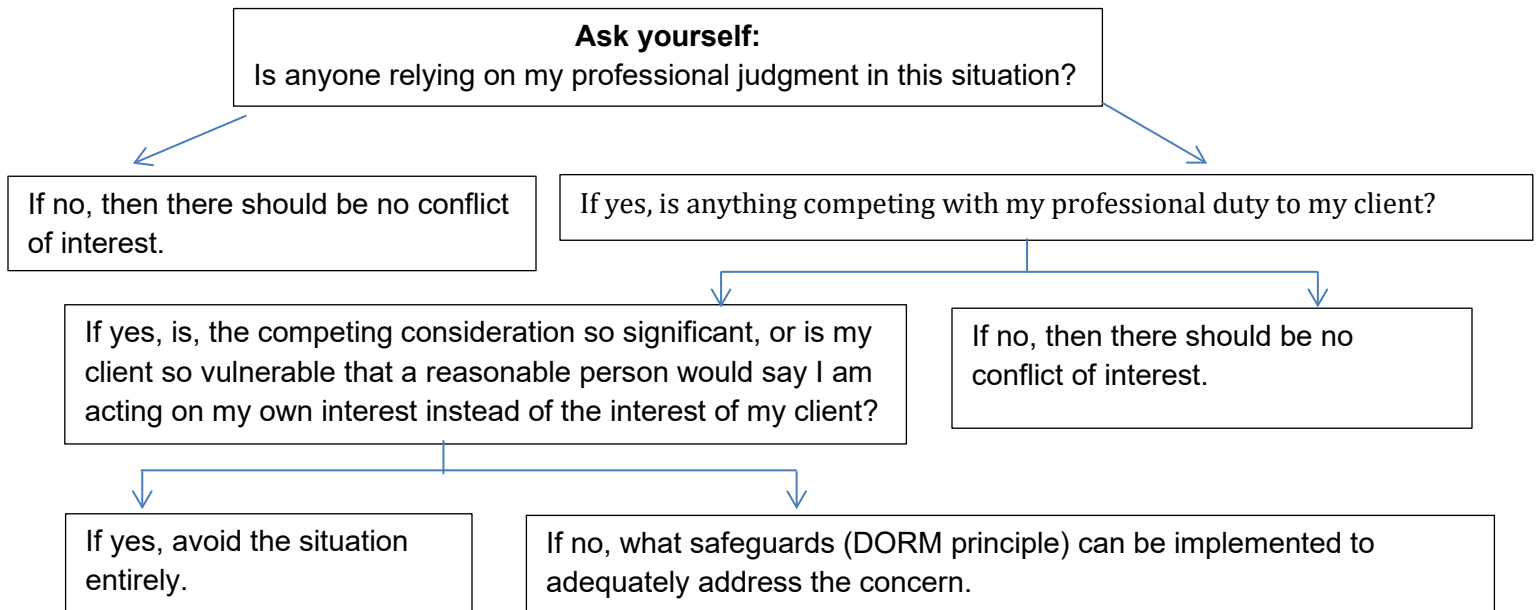 Ask yourself:
Is anyone relying on my professional judgment in this situation?
If no, then there should be no conflict
of interest.
If yes, is anything competing with my professional duty to my client?
If yes, is, the competing consideration so significant, or is my
client so vulnerable that a reasonable person would say I am
acting on my own interest instead of the interest of my client?
If no, then there should be no
conflict of interest.
If yes, avoid the situation
entirely.
If no, what safeguards (DORM principle) can be implemented to
adequately address the concern.